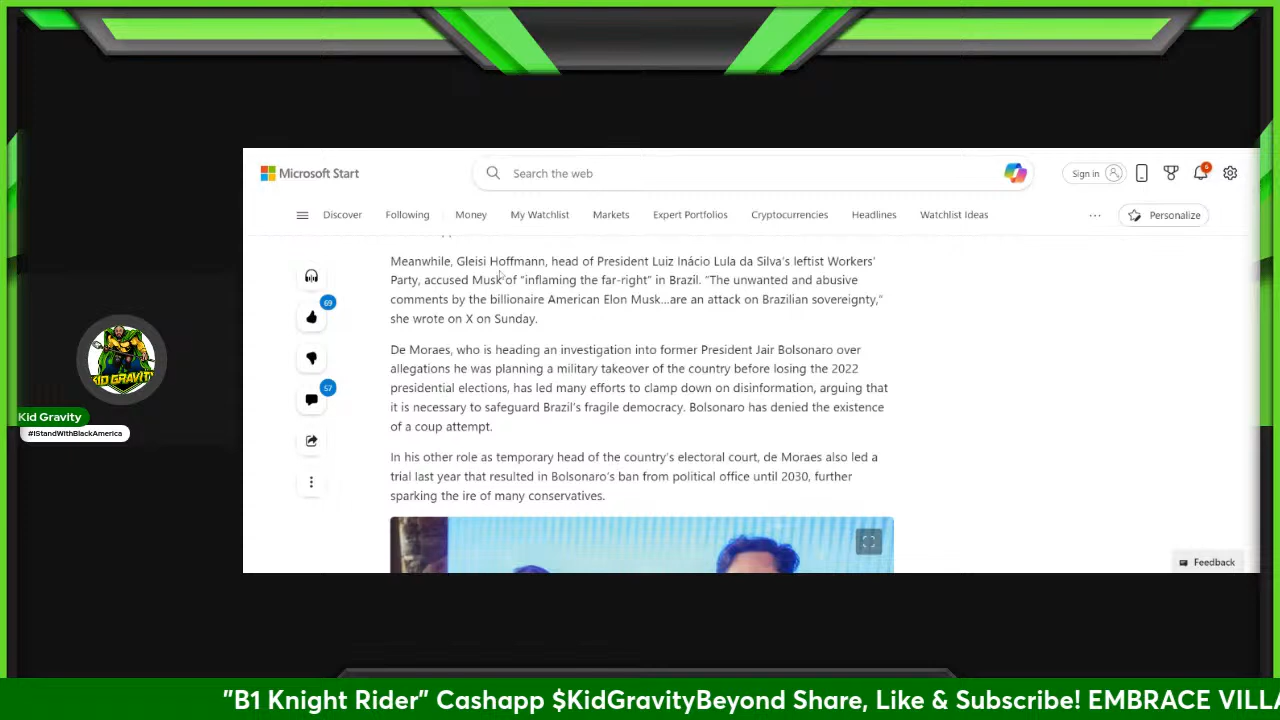 Microsoft Start
Search the web
Sign in
6
Discover
Following
Money
My Watchlist
Markets
Expert Portfolios
Cryptocurrencies
Headlines
Watchlist Ideas
Personalize
Meanwhile, Gleisi Hoffmann, head of President Luiz Inácio Lula da Silva's leftist Workers'
Party, accused Musk of “inflaming the far-right” in Brazil. “The unwanted and abusive
comments by the billionaire American Elon Musk…are an attack on Brazilian sovereignty,”
she wrote on X on Sunday.
69
57
De Moraes, who is heading an investigation into former President Jair Bolsonaro over
allegations he was planning a military takeover of the country before losing the 2022
presidential elections, has led many efforts to clamp down on disinformation, arguing that
it is necessary to safeguard Brazil's fragile democracy. Bolsonaro has denied the existence
of a coup attempt.
In his other role as temporary head of the country's electoral court, de Moraes also led a
trial last year that resulted in Bolsonaro's ban from political office until 2030, further
sparking the ire of many conservatives.
Feedback
KID GRAVITY
Kid Gravity
#IStandWithBlackAmerica
"B1 Knight Rider" Cashapp $KidGravityBeyond Share, Like & Subscribe! EMBRACE VILLA